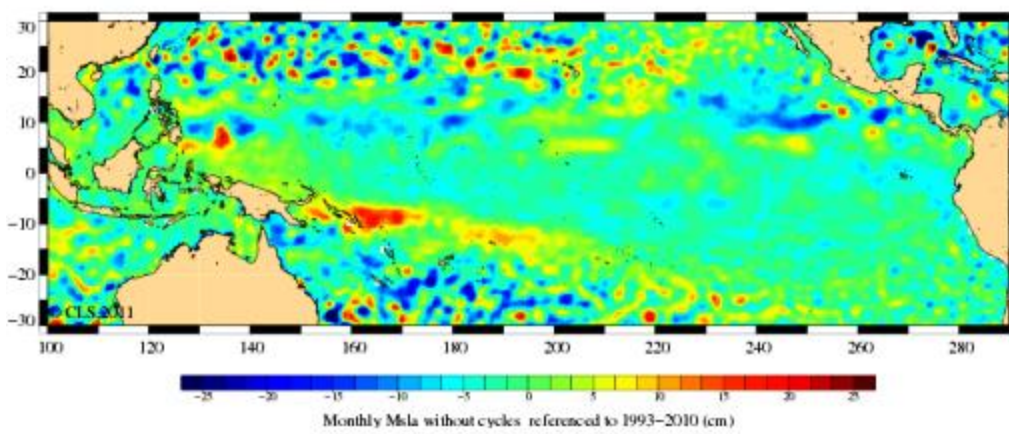 30
20
10
0
−10
−20
−30
© CLS 2011
100 120 140 160 180 200 220 240 260 280
−25 −20 −15 −10 −5 0 5 10 15 20 25
Monthly Msla without cycles referenced to 1993−2010 (cm)